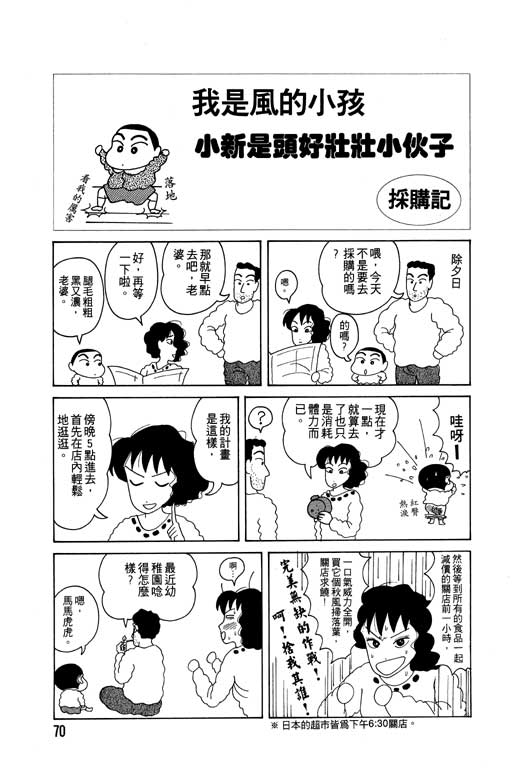 我是風的小孩
小新是頭好壯壯小伙子
採購記
落地
看我的厲害
除夕日
喂，今天
不是要去
採購的嗎
？
的嗎？
嗯。
那就早點
去吧，老
婆。
好，再等
一下啦。
腿毛粗粗
黑又濃，
老婆。
哇呀ー
紅臀
熱淚
現在才
一點，
就算去
了也只
是消耗
體力而
已。
？
我的計畫
是這樣，
傍晚5點進去，
首先在店內輕鬆
地逛逛。
然後等到所有的食品一起
減價的關店前一小時，
一口氣威力全開，
買它個秋風掃落葉，
關店求饒！
完美無缺的作戰！
呵！捨我其誰！
啊…
最近幼
稚園唸
得怎麼
樣？
嗯，
馬馬虎虎。
※ 日本的超市皆爲下午6:30關店。
70